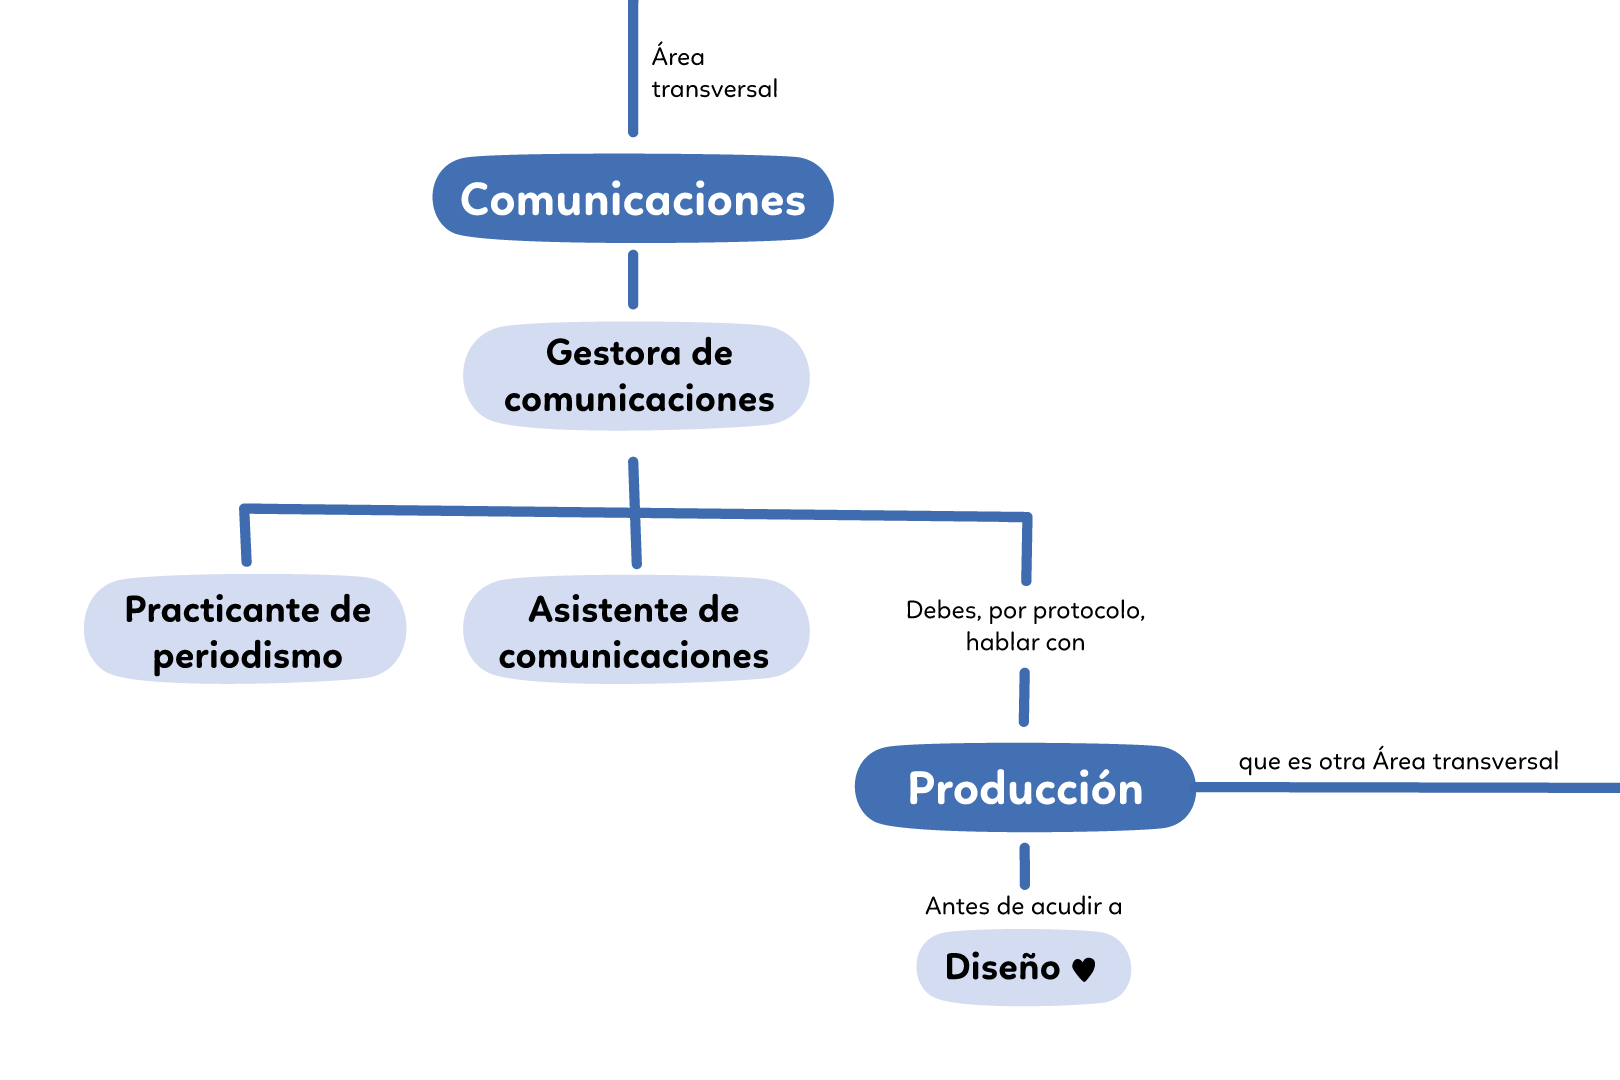 Área
transversal
Comunicaciones
Gestora de
comunicaciones
Practicante de
periodismo
Asistente de
comunicaciones
Debes, por protocolo,
hablar con
Producción
que es otra Área transversal
Antes de acudir a
Diseño ♥